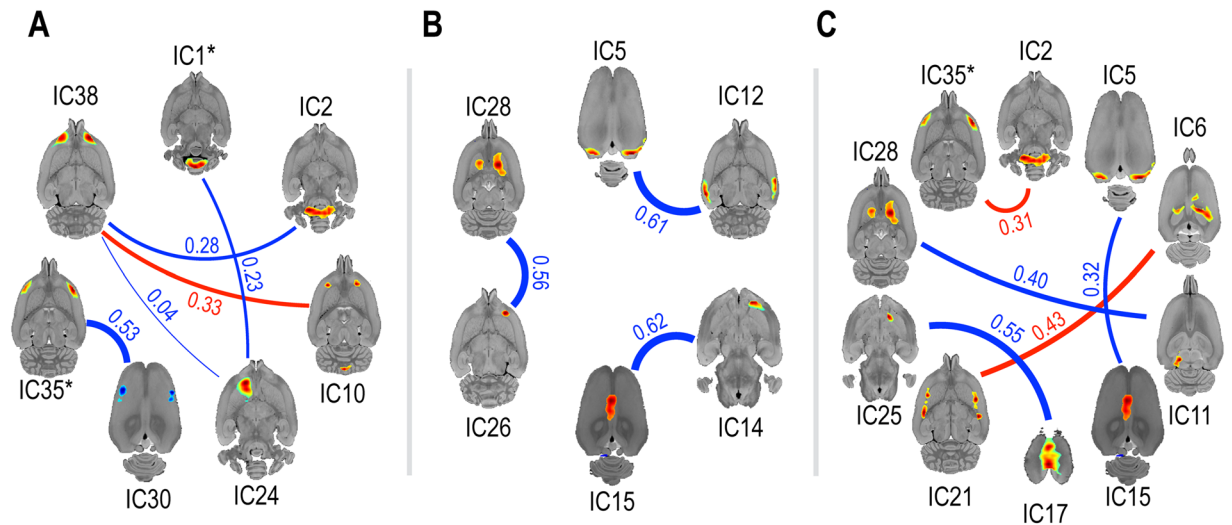 A
IC1*
IC38
IC2
0.28
0.23
0.33
0.04
0.53
IC35*
IC10
IC30
IC24
B
IC5
IC28
IC12
0.61
0.56
0.62
IC26
IC14
IC15
C
IC2
IC35*
IC5
IC6
IC28
0.31
0.40
0.32
0.43
0.55
IC25
IC11
IC21
IC17
IC15